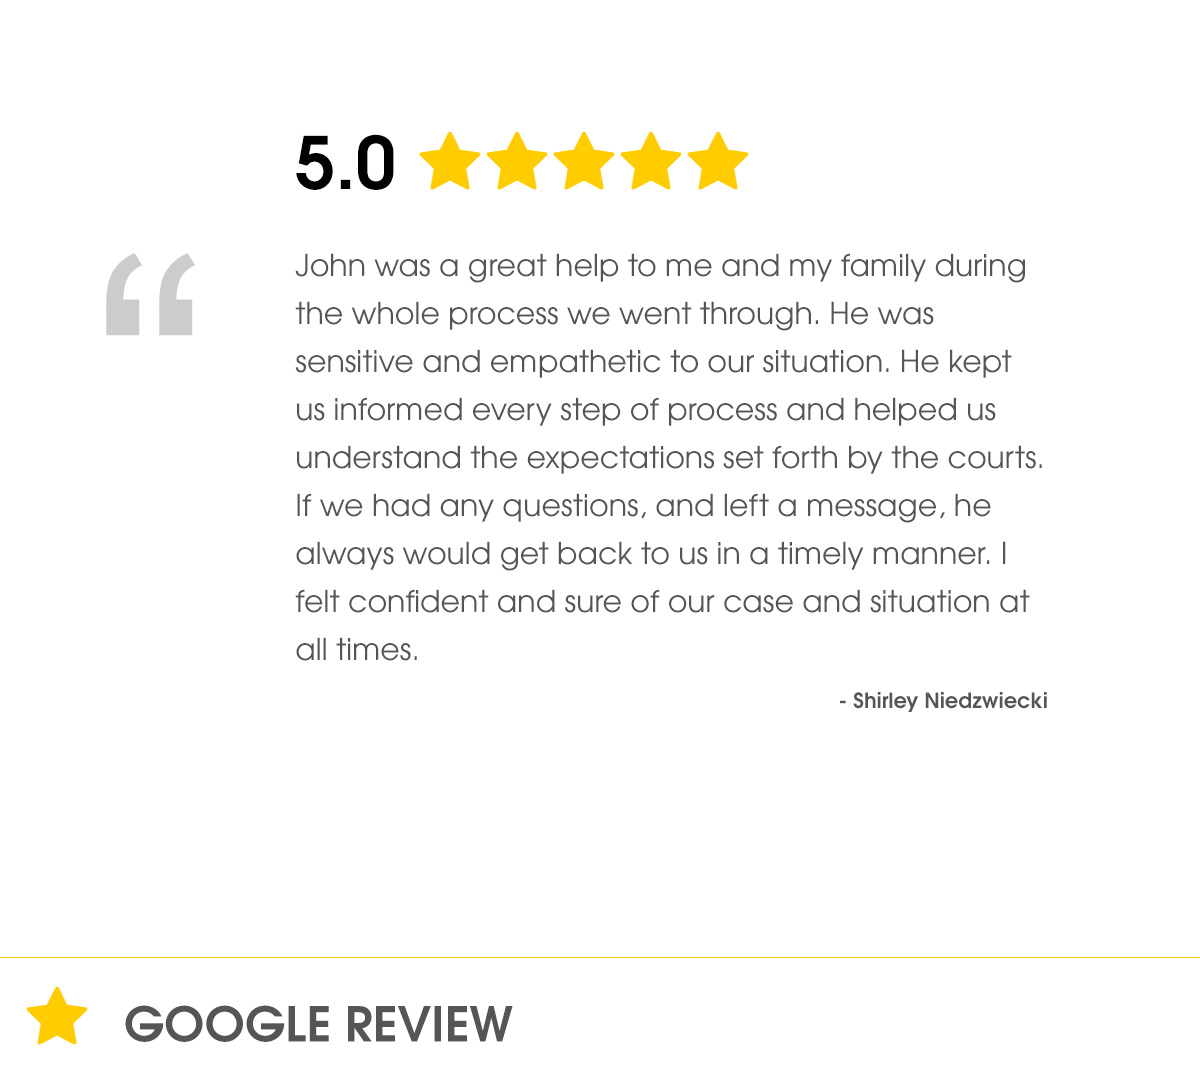 5.0
John was a great help to me and my family during
the whole process we went through. He was
sensitive and empathetic to our situation. He kept
us informed every step of process and helped us
understand the expectations set forth by the courts.
If we had any questions, and left a message, he
always would get back to us in a timely manner. I
felt confident and sure of our case and situation at
all times.
- Shirley Niedzwiecki
GOOGLE REVIEW